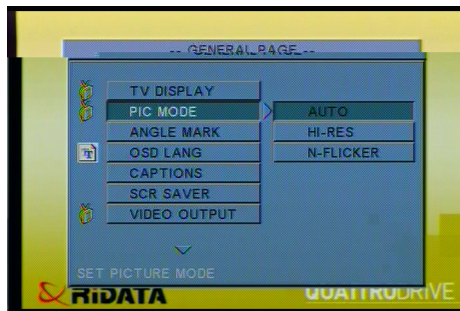 -- GENERAL PAGE --
TV DISPLAY
PIC MODE
AUTO
ANGLE MARK
HI-RES
OSD LANG
N-FLICKER
CAPTIONS
SCR SAVER
VIDEO OUTPUT
SET PICTURE MODE
RiDATA
QUATTRODRIVE